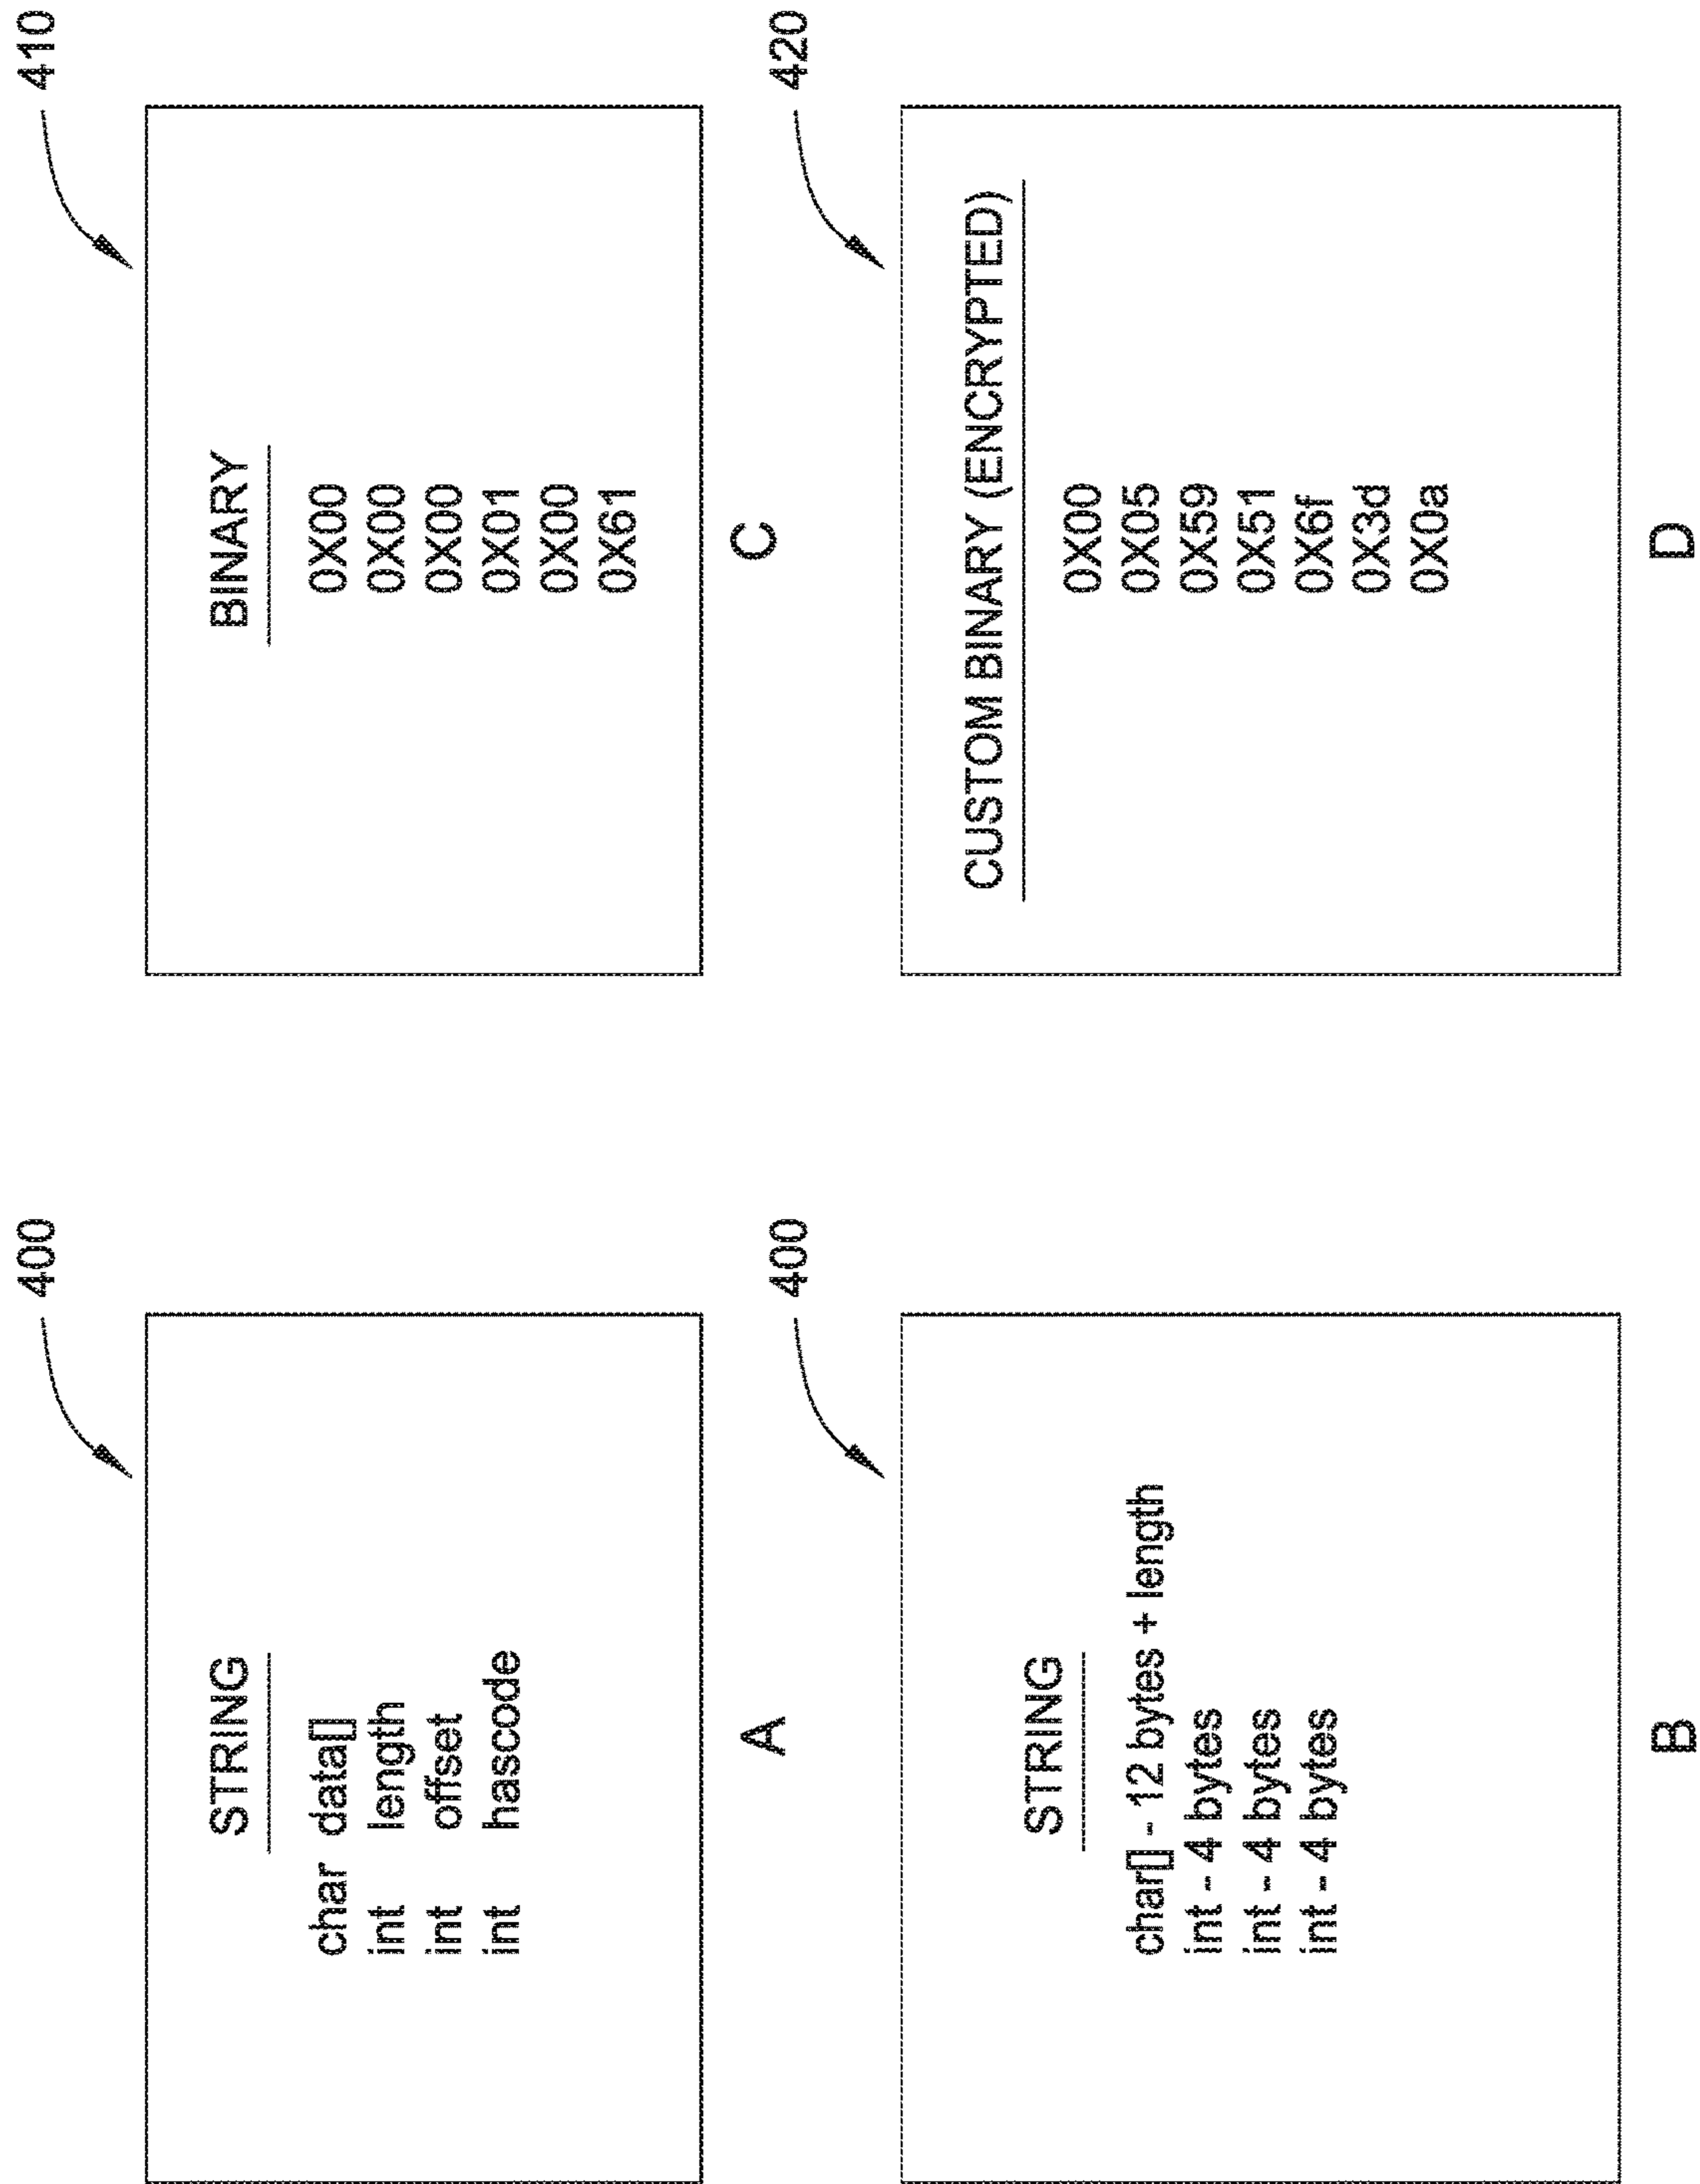 400
STRING
char data[]
int length
int offset
int hascode
A
410
BINARY
0X00
0X00
0X00
0X01
0X00
0X61
C
400
STRING
char[] - 12 bytes + length
int - 4 bytes
int - 4 bytes
int - 4 bytes
B
420
CUSTOM BINARY (ENCRYPTED)
0X00
0X05
0X59
0X51
0X6f
0X3d
0X0a
D